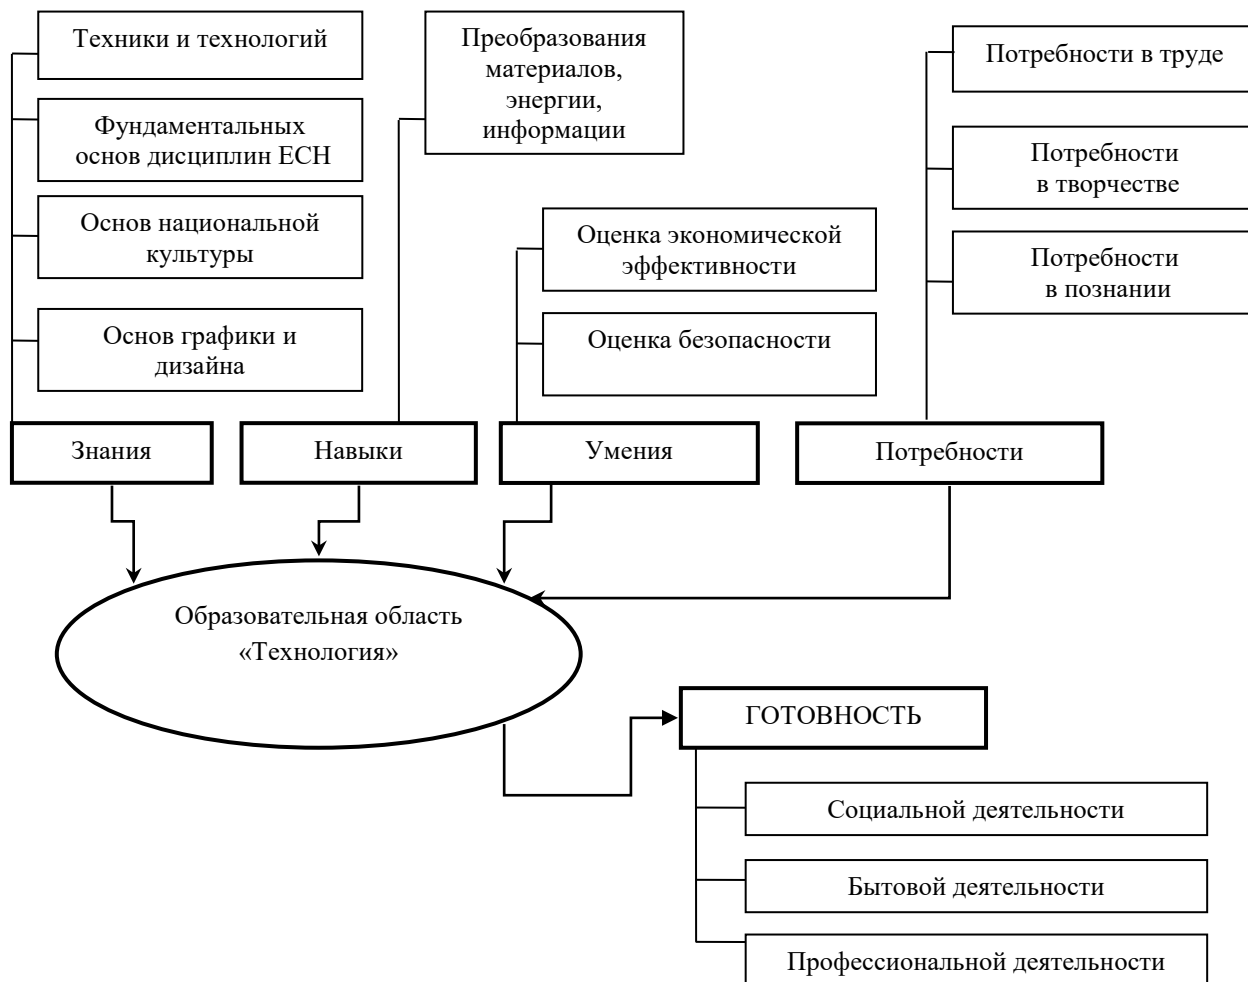 Техники и технологий
Фундаментальных
основ дисциплин ЕСН
Основ национальной
культуры
Основ графики и
дизайна
Преобразования
материалов,
энергии,
информации
Оценка экономической
эффективности
Оценка безопасности
Потребности в труде
Потребности
в творчестве
Потребности
в познании
Знания
Навыки
Умения
Потребности
Образовательная область
«Технология»
ГОТОВНОСТЬ
Социальной деятельности
Бытовой деятельности
Профессиональной деятельности